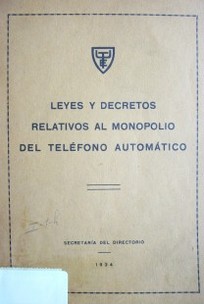 LEYES Y DECRETOS
RELATIVOS AL MONOPOLIO
DEL TELÉFONO AUTOMÁTICO
SECRETARÍA DEL DIRECTORIO
1934